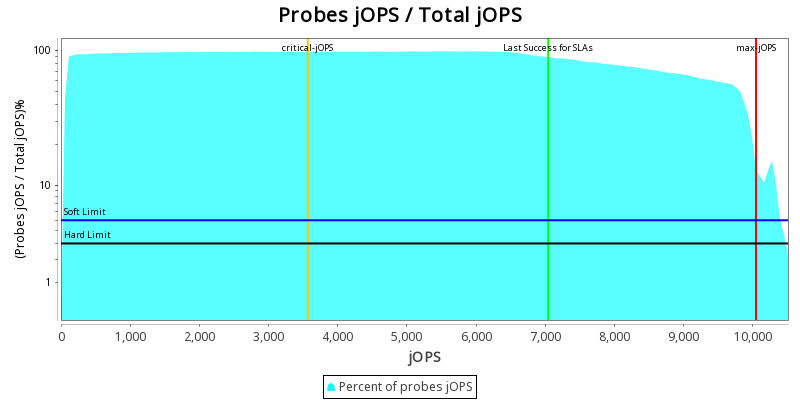 Probes jOPS / Total jOPS
(Probes jOPS / Total jOPS)%
100
10
1
critical-jOPS
Last Success for SLAs
max-jOPS
Soft Limit
Hard Limit
0
1,000
2,000
3,000
4,000
5,000
6,000
7,000
8,000
9,000
10,000
jOPS
Percent of probes jOPS